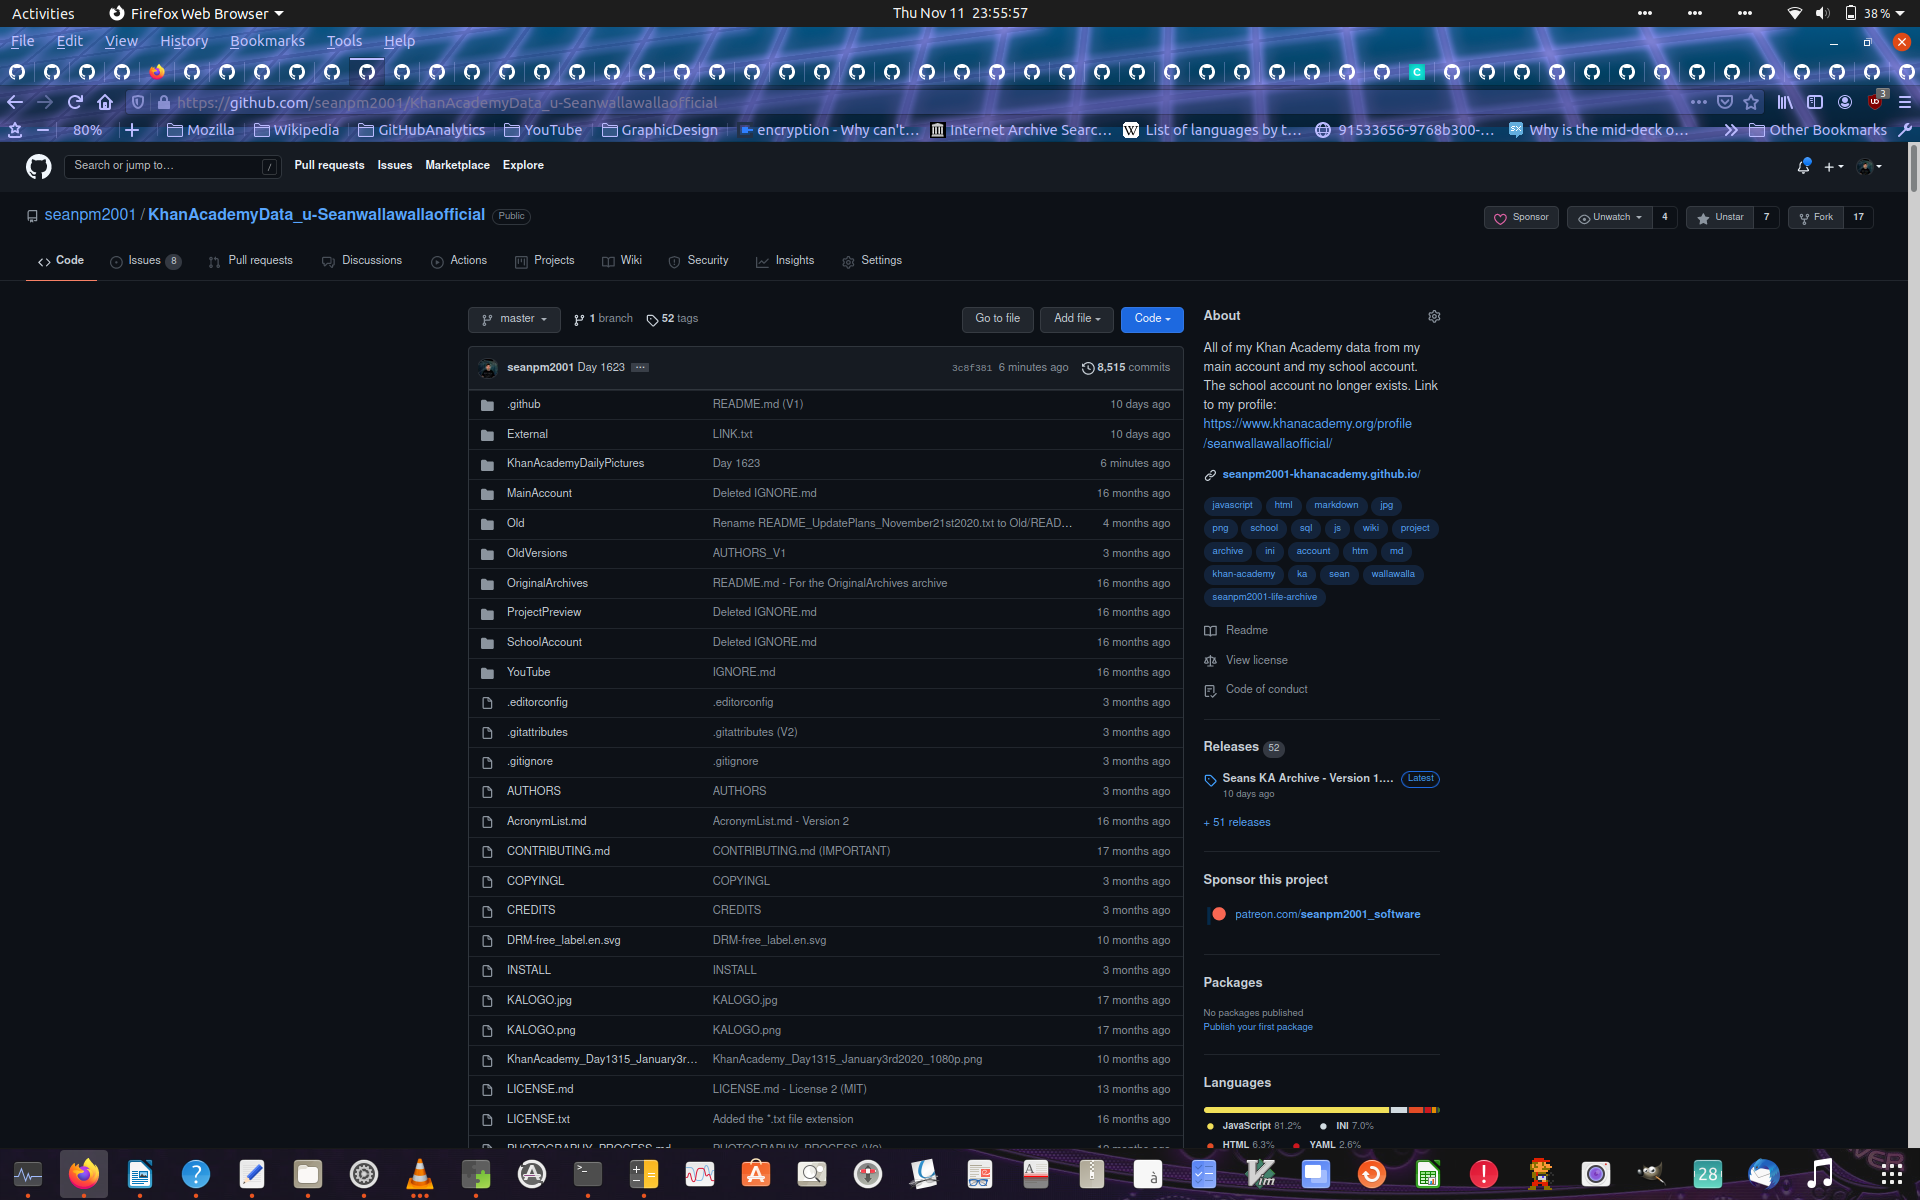 Activities Firefox Web Browser Thu Nov 11 23:55:57 38 %
File Edit View History Bookmarks Tools Help
https://github.com/seanpm2001/KhanAcademyData_u-Seanwallawallaofficial 3
80% Mozilla Wikipedia GitHubAnalytics YouTube GraphicDesign encryption - Why can't… Internet Archive Searc… List of languages by t… 91533656-9768b300-… Why is the mid-deck o… Other Bookmarks
Search or jump to… / Pull requests Issues Marketplace Explore
seanpm2001 / KhanAcademyData_u-Seanwallawallaofficial Public
Sponsor Unwatch 4 Unstar 7 Fork 17
Code Issues 8 Pull requests Discussions Actions Projects Wiki Security Insights Settings
master 1 branch 52 tags Go to file Add file Code
seanpm2001 Day 1623 ... 3c8f381 6 minutes ago 8,515 commits
.github README.md (V1) 10 days ago
External LINK.txt 10 days ago
KhanAcademyDailyPictures Day 1623 6 minutes ago
MainAccount Deleted IGNORE.md 16 months ago
Old Rename README_UpdatePlans_November21st2020.txt to Old/READ… 4 months ago
OldVersions AUTHORS_V1 3 months ago
OriginalArchives README.md - For the OriginalArchives archive 16 months ago
ProjectPreview Deleted IGNORE.md 16 months ago
SchoolAccount Deleted IGNORE.md 16 months ago
YouTube IGNORE.md 16 months ago
.editorconfig .editorconfig 3 months ago
.gitattributes .gitattributes (V2) 3 months ago
.gitignore .gitignore 3 months ago
AUTHORS AUTHORS 3 months ago
AcronymList.md AcronymList.md - Version 2 16 months ago
CONTRIBUTING.md CONTRIBUTING.md (IMPORTANT) 17 months ago
COPYINGL COPYINGL 3 months ago
CREDITS CREDITS 3 months ago
DRM-free_label.en.svg DRM-free_label.en.svg 10 months ago
INSTALL INSTALL 3 months ago
KALOGO.jpg KALOGO.jpg 17 months ago
KALOGO.png KALOGO.png 17 months ago
KhanAcademy_Day1315_January3r… KhanAcademy_Day1315_January3rd2020_1080p.png 10 months ago
LICENSE.md LICENSE.md - License 2 (MIT) 13 months ago
LICENSE.txt Added the *.txt file extension 16 months ago
About
All of my Khan Academy data from my
main account and my school account.
The school account no longer exists. Link
to my profile:
https://www.khanacademy.org/profile
/seanwallawallaofficial/
seanpm2001-khanacademy.github.io/
javascript html markdown jpg
png school sql js wiki project
archive ini account htm md
khan-academy ka sean wallawalla
seanpm2001-life-archive
Readme
View license
Code of conduct
Releases 52
Seans KA Archive - Version 1.… Latest
10 days ago
+ 51 releases
Sponsor this project
patreon.com/seanpm2001_software
Packages
No packages published
Publish your first package
Languages
JavaScript 81.2% INI 7.0%
HTML 6.3% YAML 2.6%
28